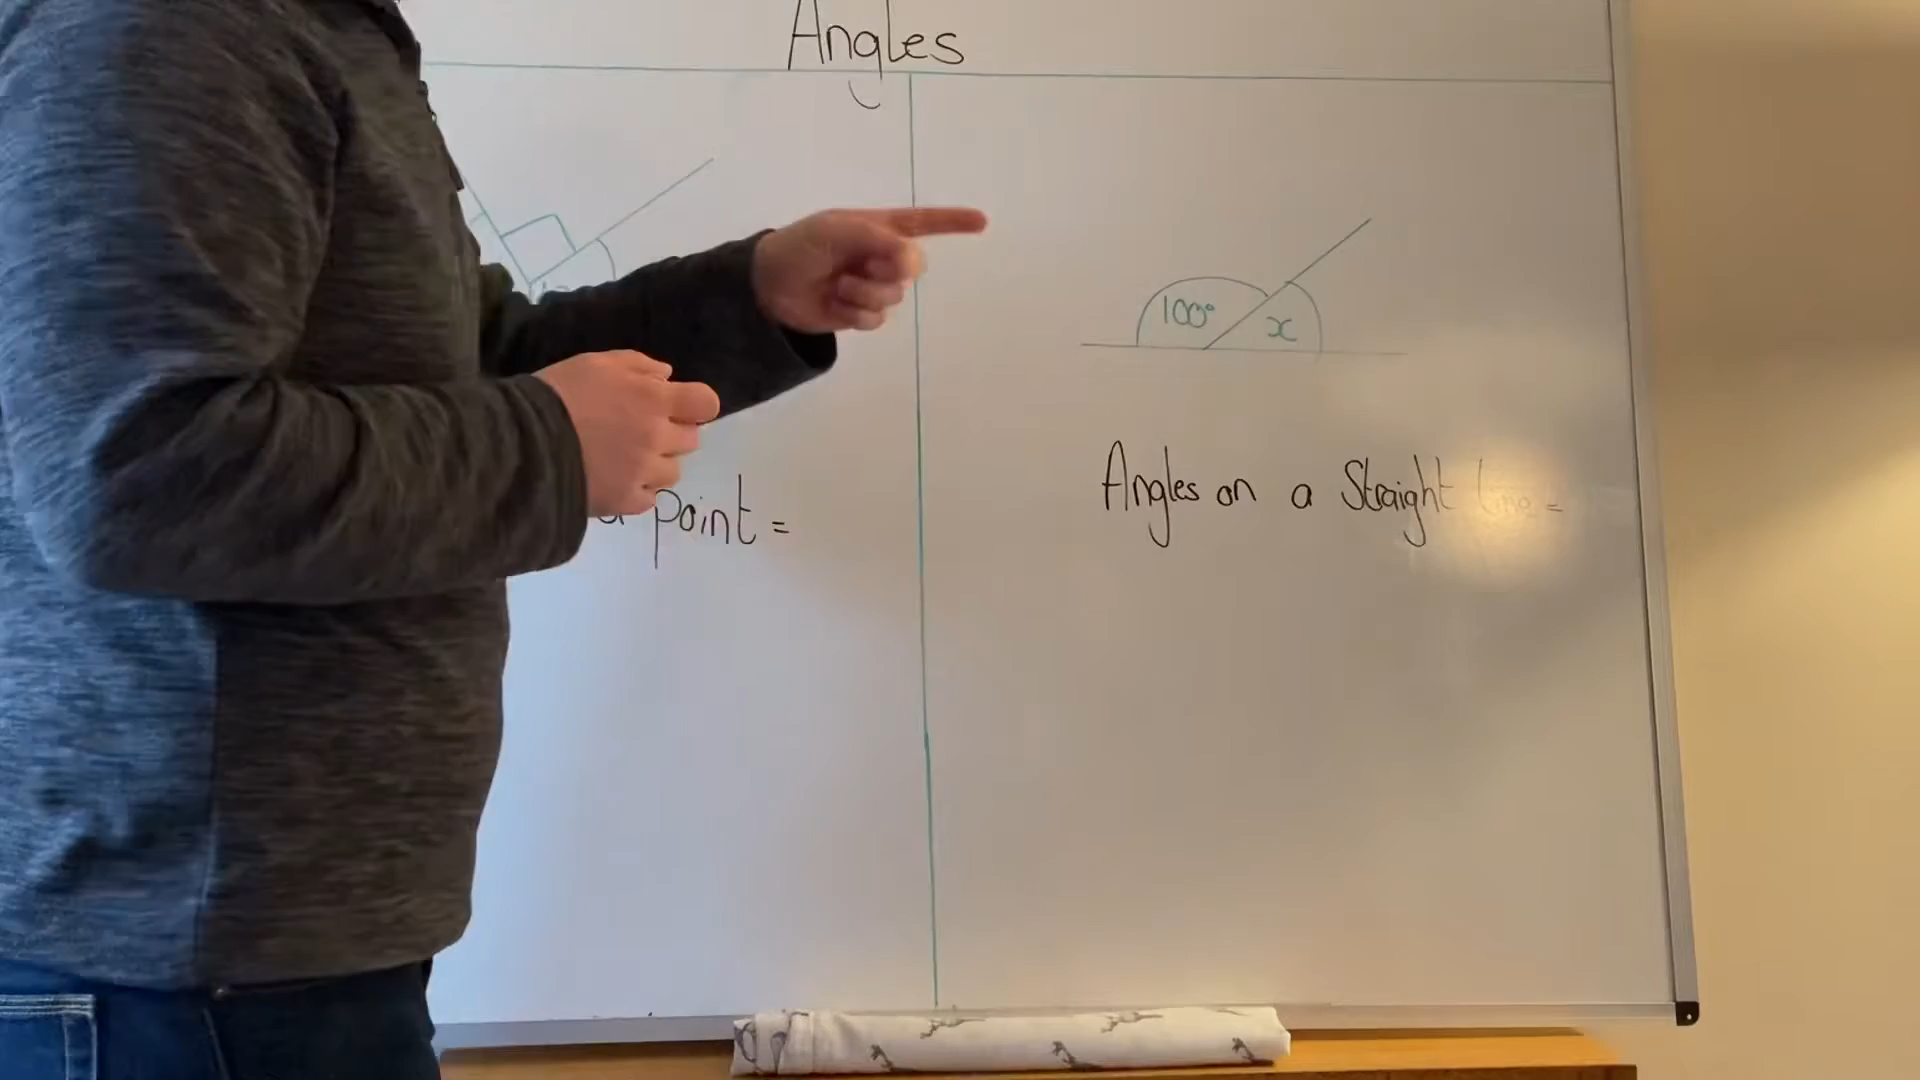 Angles
100° x
point =
Angles on a Straight line =